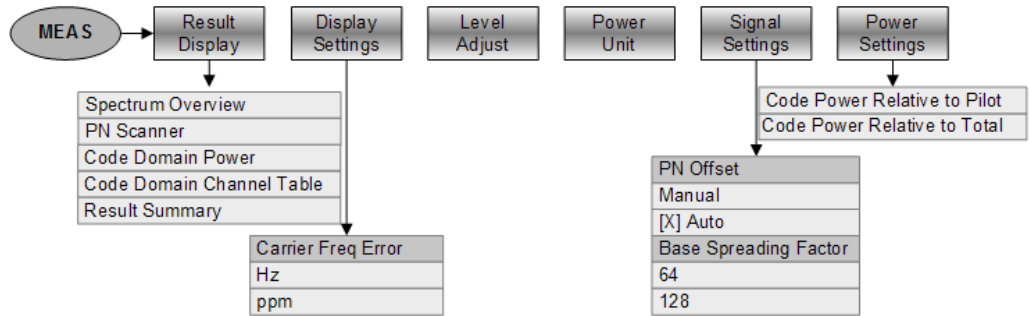 MEAS
Result
Display
Display
Settings
Level
Adjust
Power
Unit
Signal
Settings
Power
Settings
Spectrum Overview
PN Scanner
Code Domain Power
Code Domain Channel Table
Result Summary
Carrier Freq Error
Hz
ppm
PN Offset
Manual
[X] Auto
Base Spreading Factor
64
128
Code Power Relative to Pilot
Code Power Relative to Total